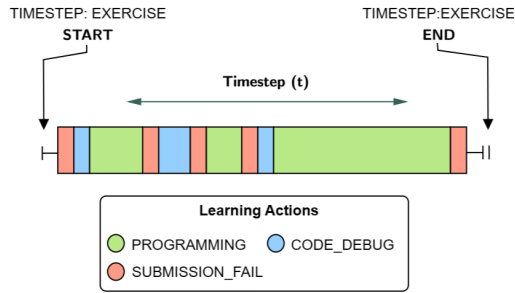 TIMESTEP: EXERCISE
START
TIMESTEP:EXERCISE
END
Timestep (t)
Learning Actions
PROGRAMMING
CODE_DEBUG
SUBMISSION_FAIL